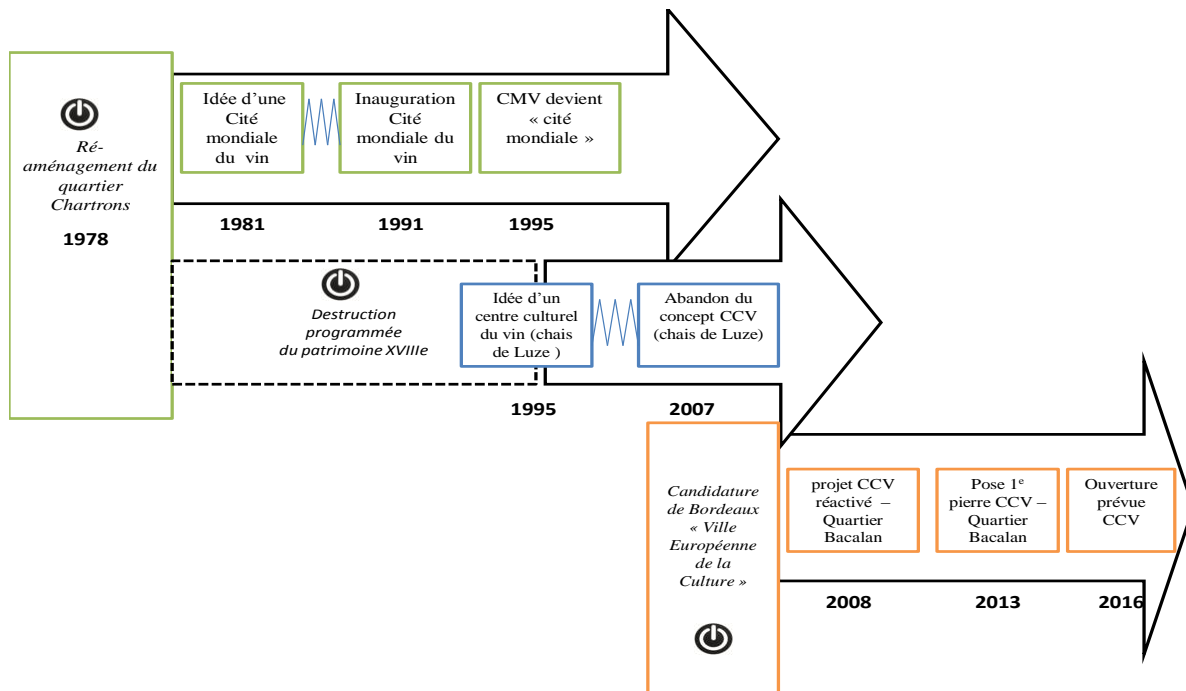 Ré-
aménagement du
quartier
Chartrons
1978
Idée d'une
Cité
mondiale
du vin
Inauguration
Cité
mondiale du
vin
CMV devient
« cité
mondiale »
1981
1991
1995
Destruction
programmée
du patrimoine XVIIIe
Idée d'un
centre culturel
du vin (chais
de Luze )
Abandon du
concept CCV
(chais de Luze)
1995
2007
Candidature
de Bordeaux
« Ville
Européenne
de la
Culture »
projet CCV
réactivé –
Quartier
Bacalan
Pose 1e
pierre CCV –
Quartier
Bacalan
Ouverture
prévue
CCV
2008
2013
2016